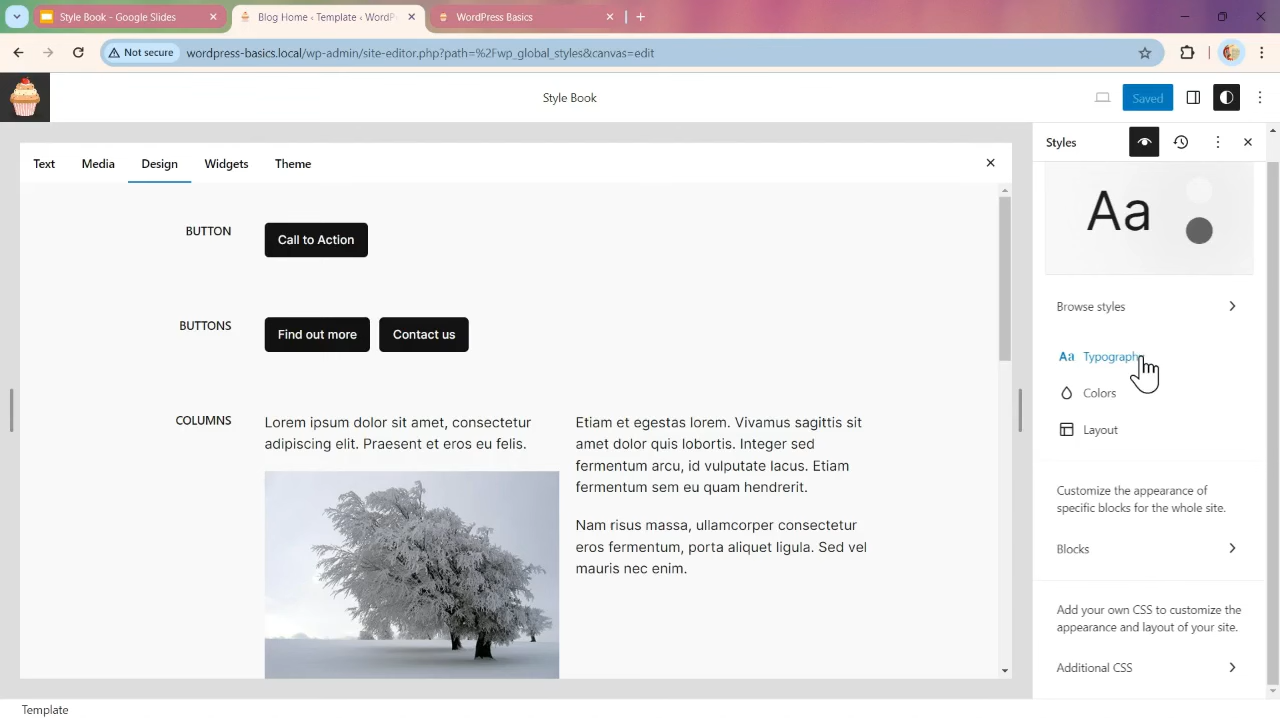 Style Book - Google Slides
Blog Home ‹ Template ‹ WordP
WordPress Basics
Not secure
wordpress-basics.local/wp-admin/site-editor.php?path=%2Fwp_global_styles&canvas=edit
Style Book
Saved
Text
Media
Design
Widgets
Theme
Styles
BUTTON
Call to Action
BUTTONS
Find out more
Contact us
COLUMNS
Lorem ipsum dolor sit amet, consectetur
adipiscing elit. Praesent et eros eu felis.
Etiam et egestas lorem. Vivamus sagittis sit
amet dolor quis lobortis. Integer sed
fermentum arcu, id vulputate lacus. Etiam
fermentum sem eu quam hendrerit.
Nam risus massa, ullamcorper consectetur
eros fermentum, porta aliquet ligula. Sed vel
mauris nec enim.
Aa
Browse styles
Aa Typograph
Colors
Layout
Customize the appearance of
specific blocks for the whole site.
Blocks
Add your own CSS to customize the
appearance and layout of your site.
Additional CSS
Template